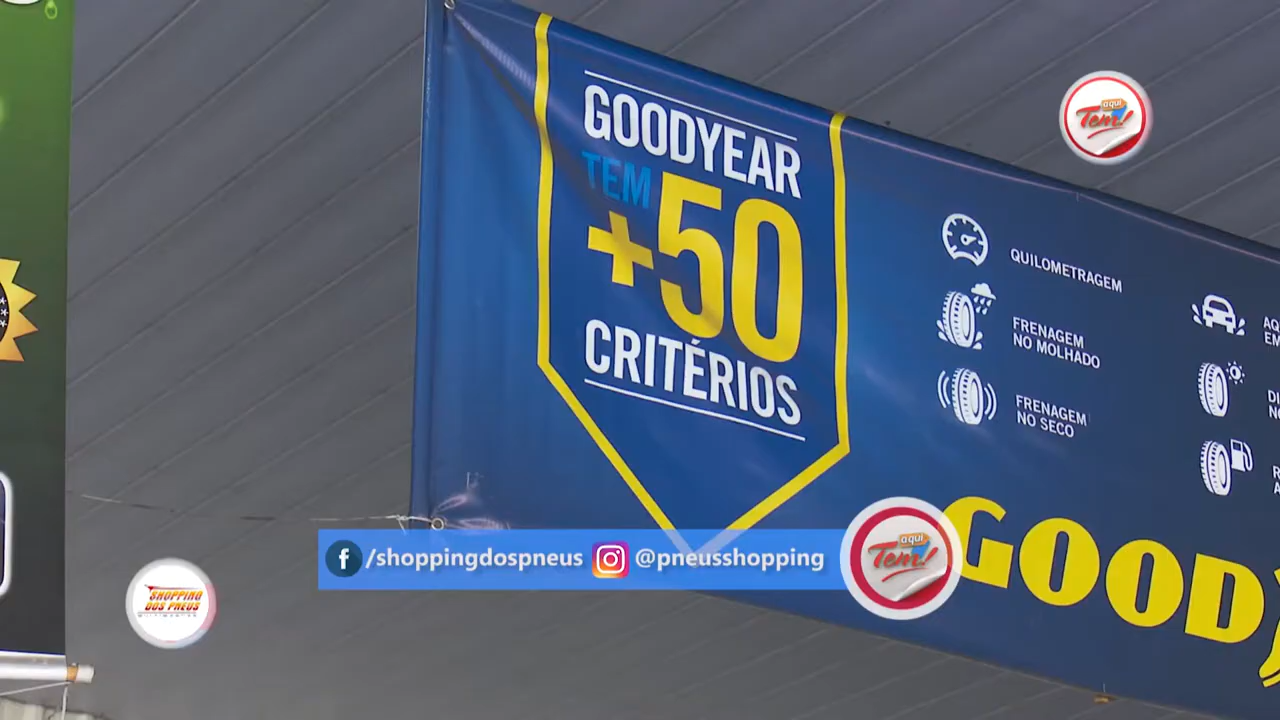 GOODYEAR
TEM
+50
CRITÉRIOS
QUILOMETRAGEM
FRENAGEM
NO MOLHADO
FRENAGEM
NO SECO
GOOD
aqui
Tem!
/shoppingdospneus @pneusshopping
aqui
Tem!
SHOPPING
DOS PNEUS